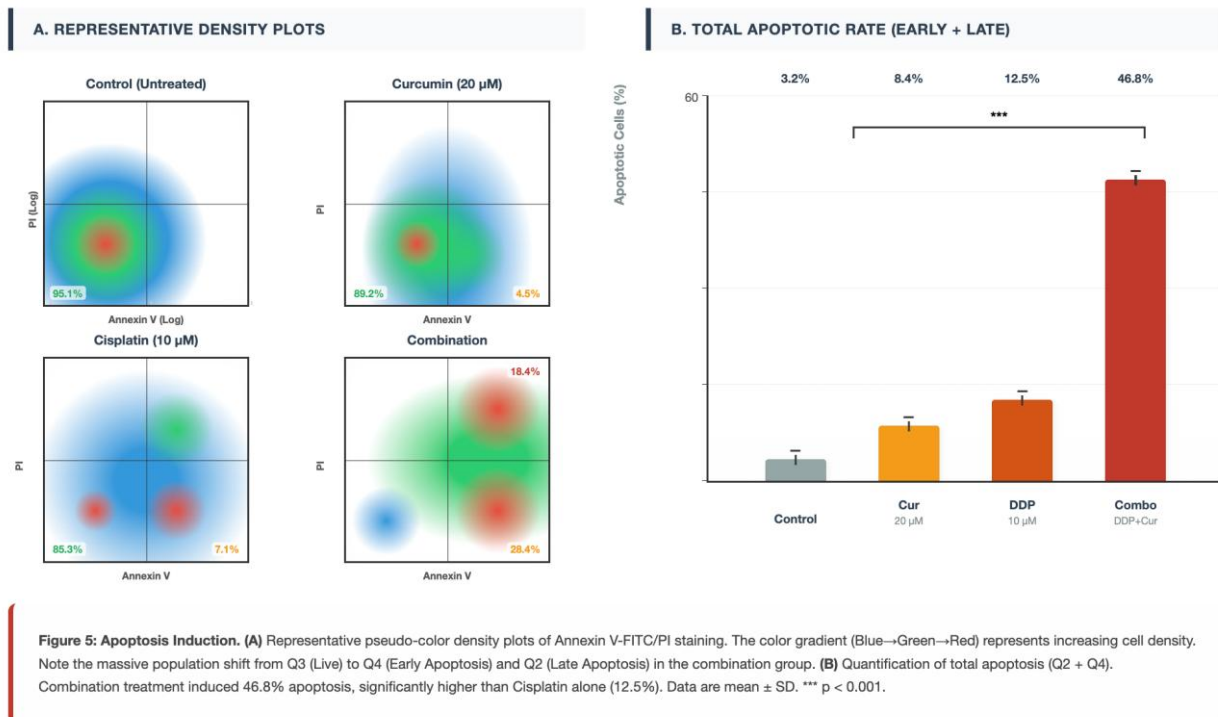 A. REPRESENTATIVE DENSITY PLOTS
Control (Untreated)
PI (Log)
95.1%
Annexin V (Log)
Curcumin (20 μM)
PI
89.2%
4.5%
Annexin V
Cisplatin (10 μM)
PI
85.3%
7.1%
Annexin V
Combination
PI
18.4%
28.4%
Annexin V
B. TOTAL APOPTOTIC RATE (EARLY + LATE)
Apoptotic Cells (%)
3.2%
8.4%
12.5%
46.8%
60
***
Control
Cur
20 μM
DDP
10 μM
Combo
DDP+Cur
Figure 5: Apoptosis Induction. (A) Representative pseudo-color density plots of Annexin V-FITC/PI staining. The color gradient (Blue→Green→Red) represents increasing cell density.
Note the massive population shift from Q3 (Live) to Q4 (Early Apoptosis) and Q2 (Late Apoptosis) in the combination group. (B) Quantification of total apoptosis (Q2 + Q4).
Combination treatment induced 46.8% apoptosis, significantly higher than Cisplatin alone (12.5%). Data are mean ± SD. *** p < 0.001.